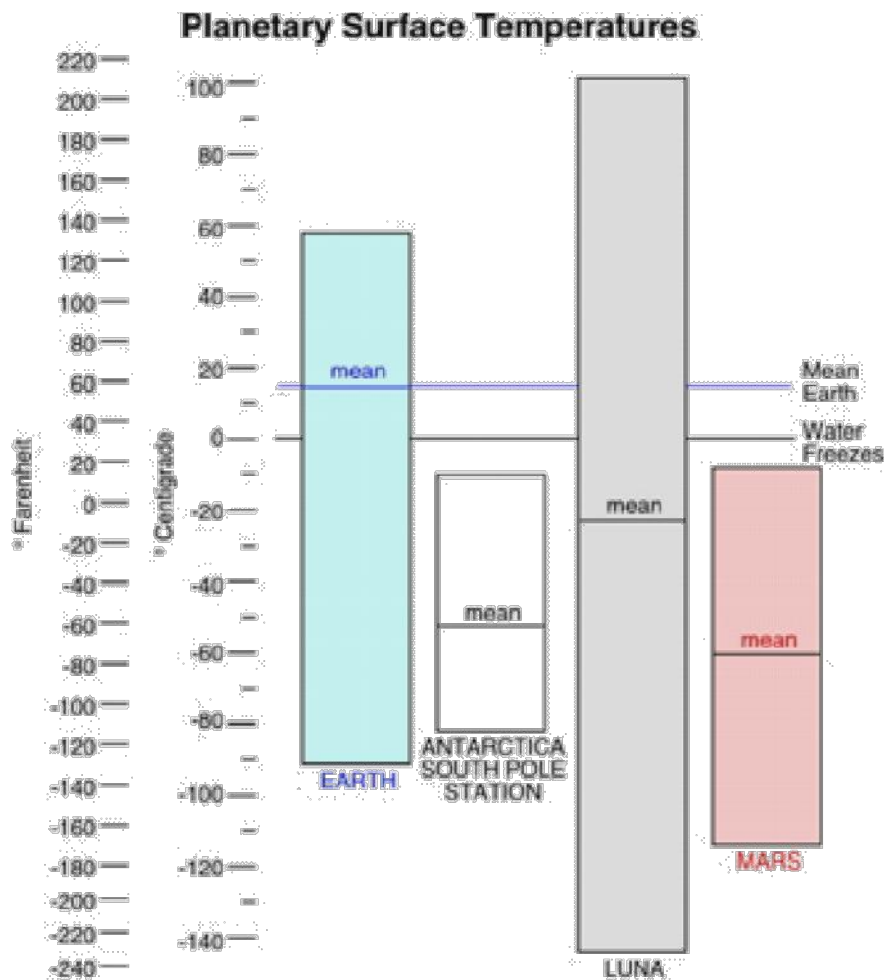 Planetary Surface Temperatures
220
200
180
160
140
120
100
80
60
40
20
0
-20
-40
-60
-80
-100
-120
-140
-160
-180
-200
-220
-240
° Farenheit
100
80
60
40
20
0
-20
-40
-60
-80
-100
-120
-140
° Centigrade
mean
EARTH
mean
ANTARCTICA
SOUTH POLE
STATION
mean
LUNA
mean
MARS
Mean
Earth
Water
Freezes